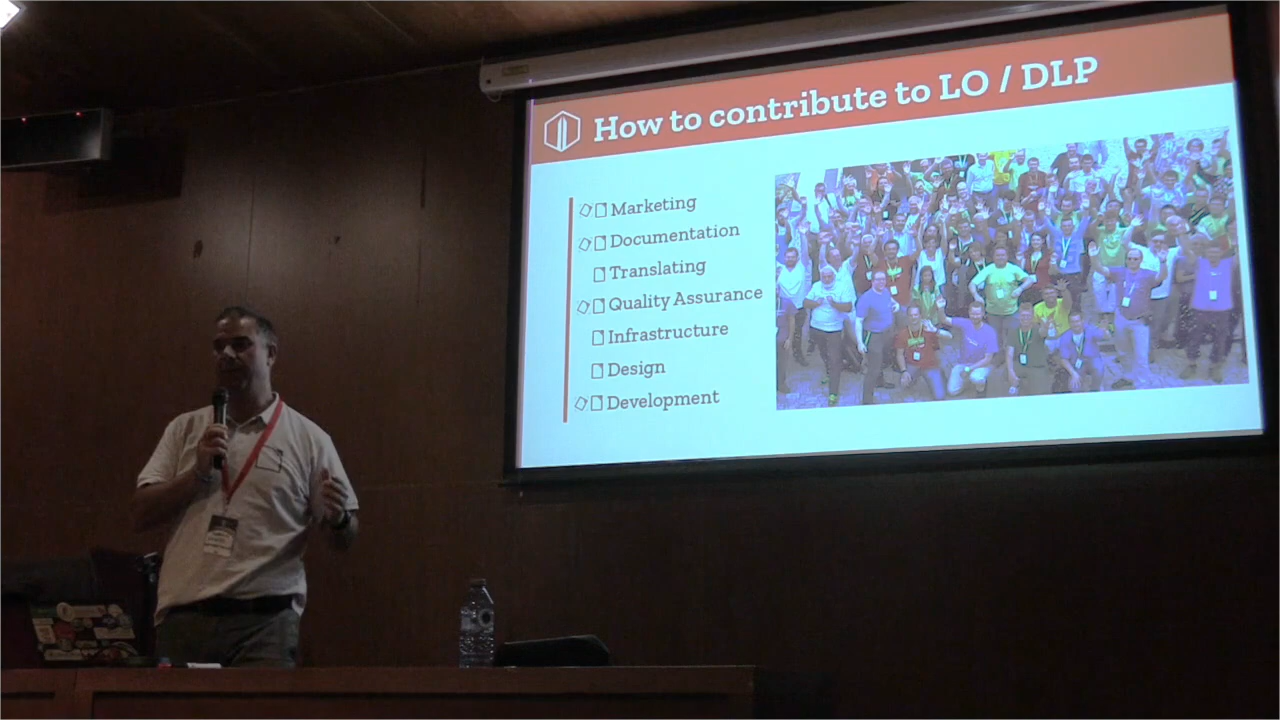 How to contribute to LO / DLP
Marketing
Documentation
Translating
Quality Assurance
Infrastructure
Design
Development